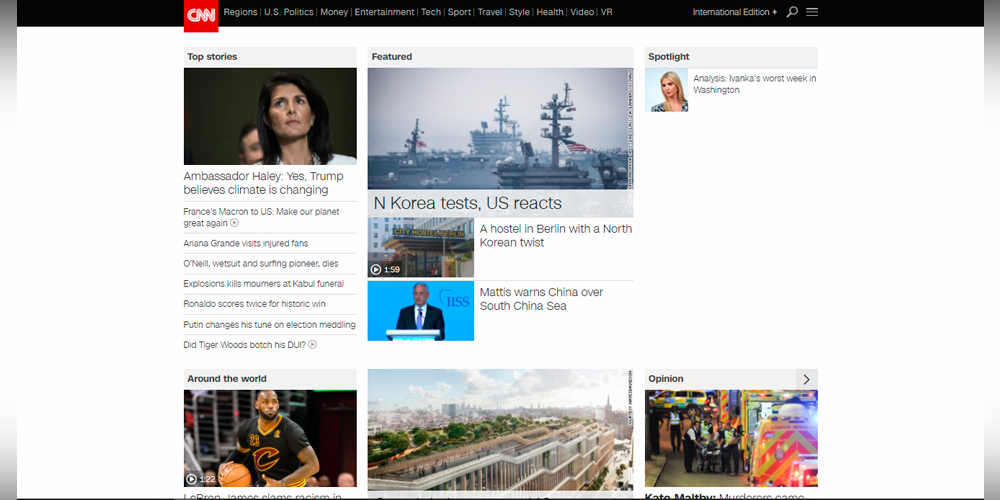 CNN
Regions | U.S. Politics | Money | Entertainment | Tech | Sport | Travel | Style | Health | Video | VR
International Edition +
Top stories
Ambassador Haley: Yes, Trump
believes climate is changing
France's Macron to US: Make our planet
great again
Ariana Grande visits injured fans
O'Neill, wetsuit and surfing pioneer, dies
Explosions kills mourners at Kabul funeral
Ronaldo scores twice for historic win
Putin changes his tune on election meddling
Did Tiger Woods botch his DUI?
Featured
N Korea tests, US reacts
CITY HOSTEL BERLIN
1:59
A hostel in Berlin with a North
Korean twist
IISS
Mattis warns China over
South China Sea
Spotlight
Analysis: Ivanka's worst week in
Washington
Around the world
23
1:22
LeBron James slams racism in
Opinion
Kate Maltby: Murderers came